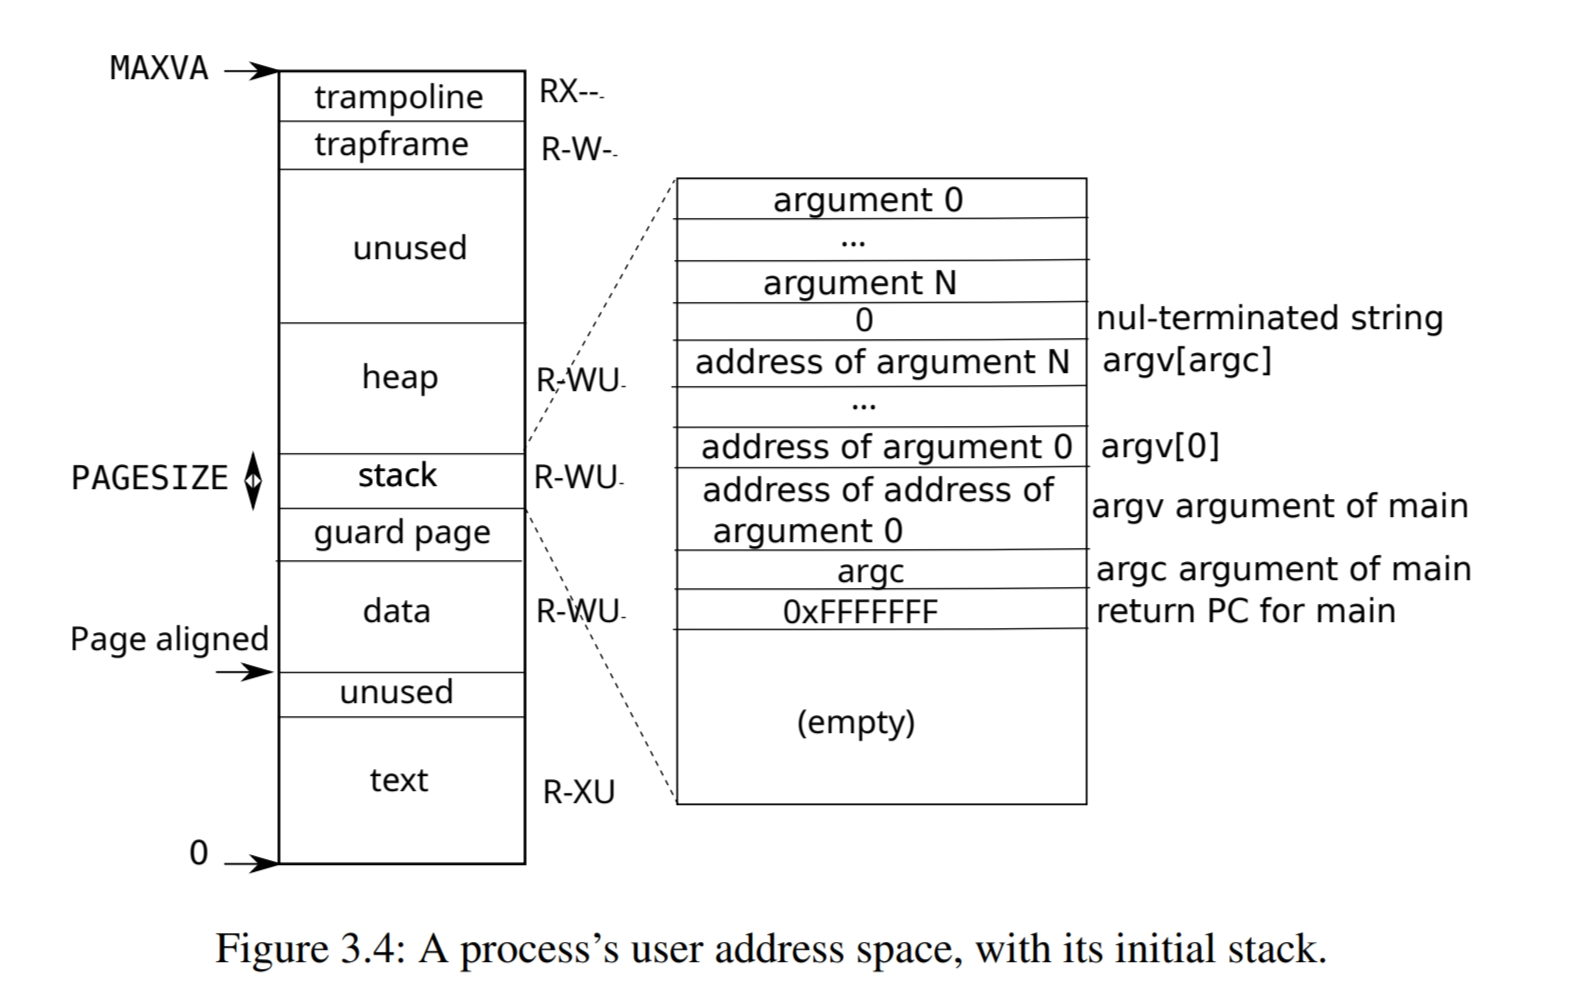 MAXVA
trampoline
RX--
trapframe
R-W-
unused
heap
R-WU
PAGESIZE
stack
R-WU
guard page
data
R-WU
Page aligned
unused
text
R-XU
0
argument 0
...
argument N
0
nul-terminated string
address of argument N
argv[argc]
...
address of argument 0
argv[0]
address of address of
argument 0
argv argument of main
argc
argc argument of main
0xFFFFFFF
return PC for main
(empty)
Figure 3.4: A process’s user address space, with its initial stack.